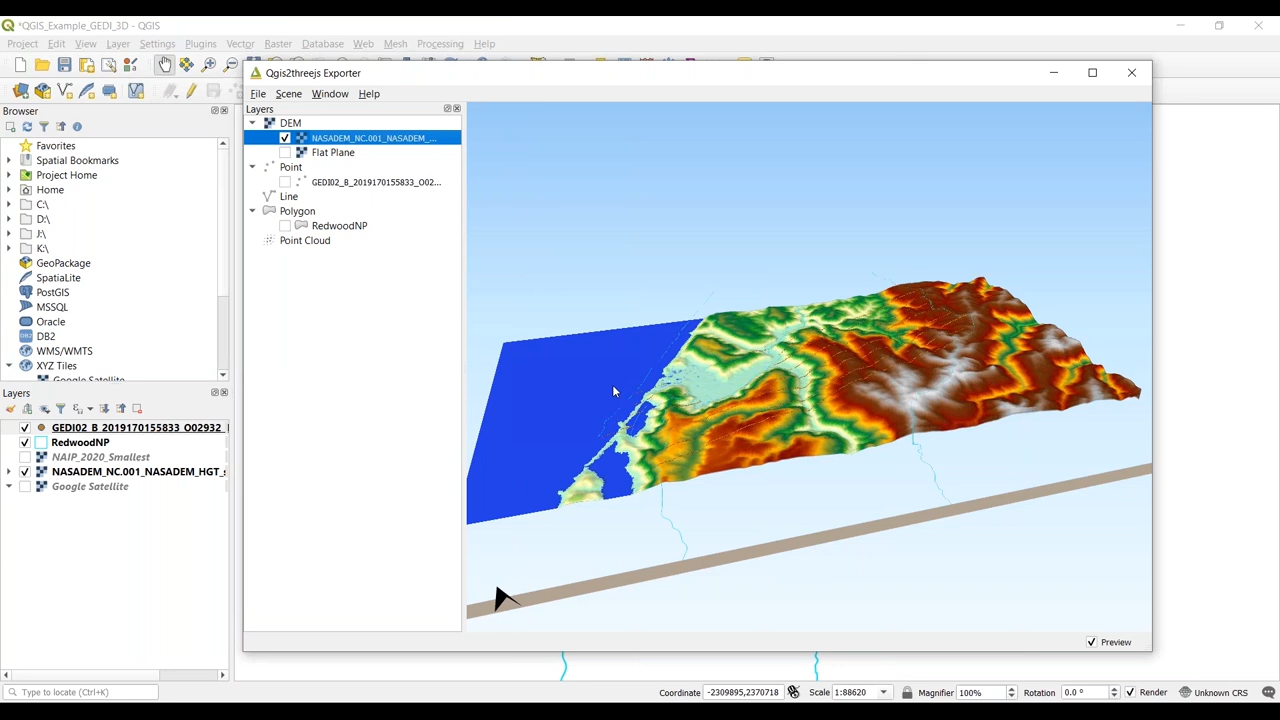 *QGIS_Example_GEDI_3D - QGIS
Project Edit View Layer Settings Plugins Vector Raster Database Web Mesh Processing Help
Qgis2threejs Exporter
File Scene Window Help
Layers
DEM
NASADEM_NC.001_NASADEM_...
Flat Plane
Point
GEDI02_B_2019170155833_O02...
Line
Polygon
RedwoodNP
Point Cloud
Preview
Browser
Favorites
Spatial Bookmarks
Project Home
Home
C:\
D:\
J:\
K:\
GeoPackage
SpatiaLite
PostGIS
MSSQL
Oracle
DB2
WMS/WMTS
XYZ Tiles
Google Satellite
Layers
GEDI02_B_2019170155833_O02932_
RedwoodNP
NAIP_2020_Smallest
NASADEM_NC.001_NASADEM_HGT_s
Google Satellite
Type to locate (Ctrl+K) Coordinate -2309895,2370718 Scale 1:88620 Magnifier 100% Rotation 0.0 ° Render Unknown CRS